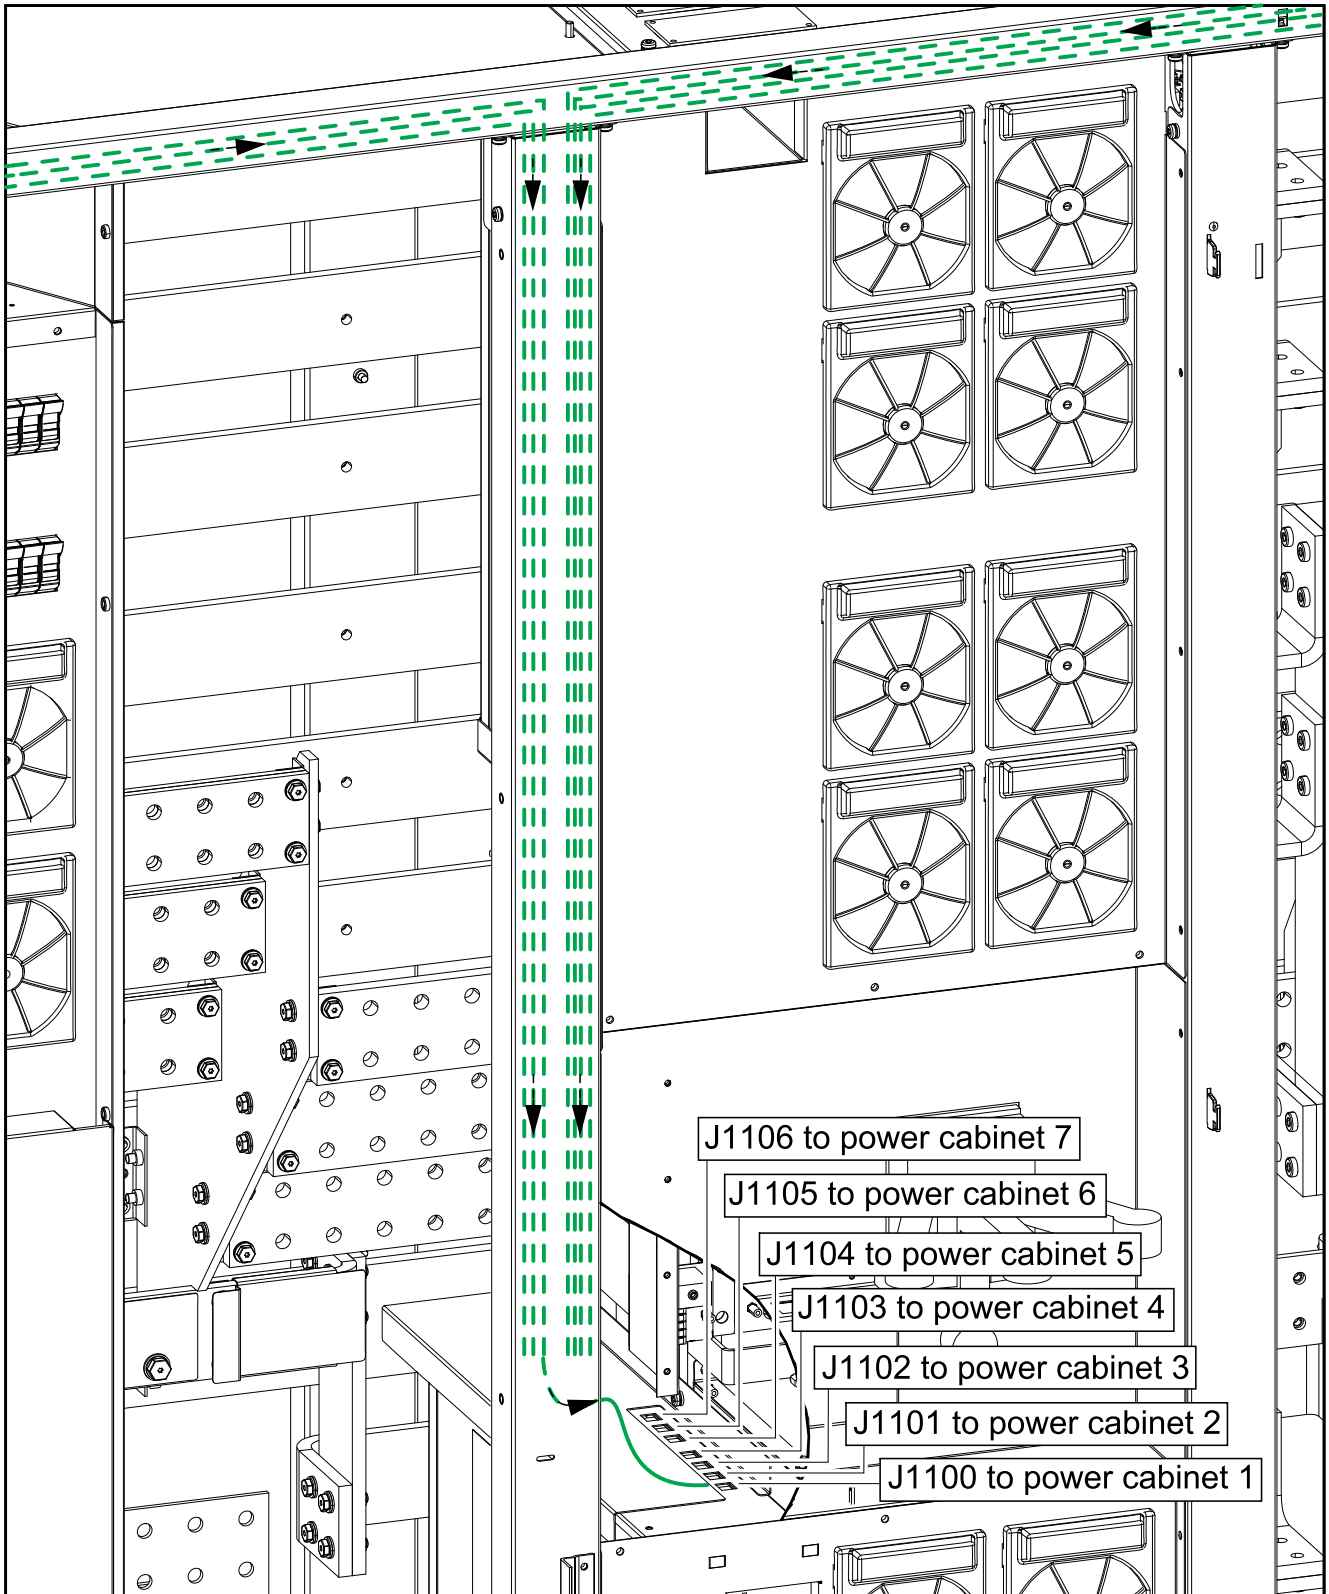 J1106 to power cabinet 7
J1105 to power cabinet 6
J1104 to power cabinet 5
J1103 to power cabinet 4
J1102 to power cabinet 3
J1101 to power cabinet 2
J1100 to power cabinet 1